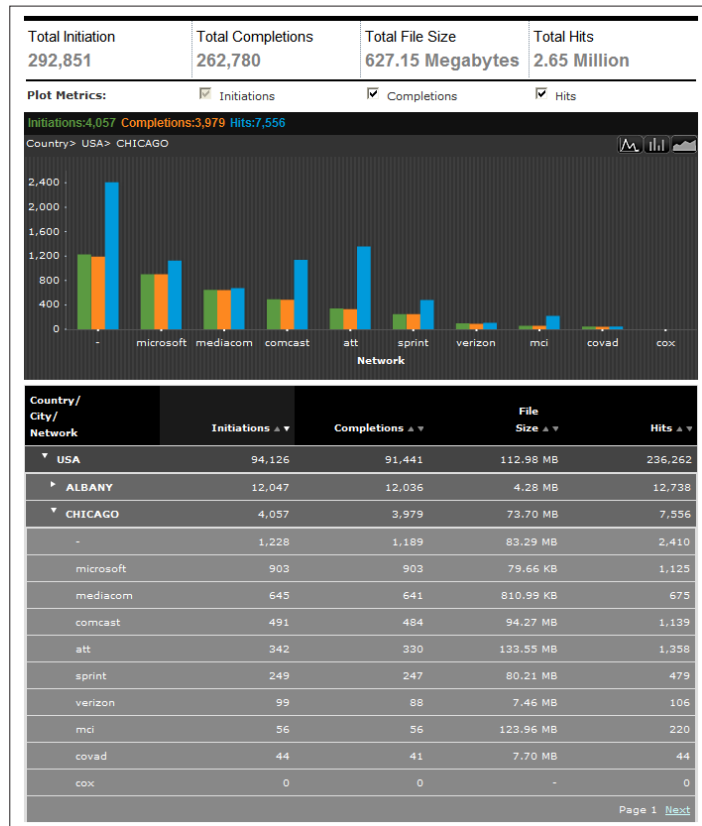 Total Initiation Total Completions Total File Size Total Hits
292,851 262,780 627.15 Megabytes 2.65 Million
Plot Metrics: Initiations Completions Hits
Initiations:4,057 Completions:3,979 Hits:7,556
Country> USA> CHICAGO
2,400
2,000
1,600
1,200
800
400
0
- microsoft mediacom comcast att sprint verizon mci covad cox
Network
Country/
City/
Network Initiations Completions File Size Hits
USA 94,126 91,441 112.98 MB 236,262
ALBANY 12,047 12,036 4.28 MB 12,738
CHICAGO 4,057 3,979 73.70 MB 7,556
- 1,228 1,189 83.29 MB 2,410
microsoft 903 903 79.66 KB 1,125
mediacom 645 641 810.99 KB 675
comcast 491 484 94.27 MB 1,139
att 342 330 133.55 MB 1,358
sprint 249 247 80.21 MB 479
verizon 99 88 7.46 MB 106
mci 56 56 123.96 MB 220
covad 44 41 7.70 MB 44
cox 0 0 - 0
Page 1 Next